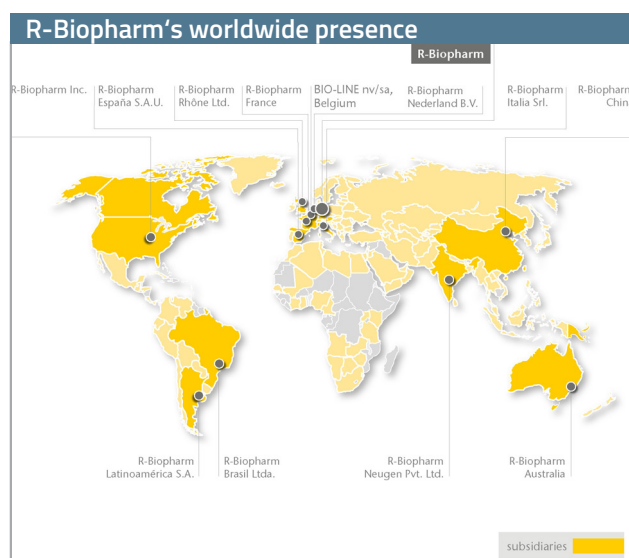 R-Biopharm's worldwide presence
R-Biopharm
R-Biopharm Inc.
R-Biopharm
España S.A.U.
R-Biopharm
Rhône Ltd.
R-Biopharm
France
BIO-LINE nv/sa,
Belgium
R-Biopharm
Nederland B.V.
R-Biopharm
Italia Srl.
R-Biopharm
China
R-Biopharm
Latinoamérica S.A.
R-Biopharm
Brasil Ltda.
R-Biopharm
Neugen Pvt. Ltd.
R-Biopharm
Australia
subsidiaries